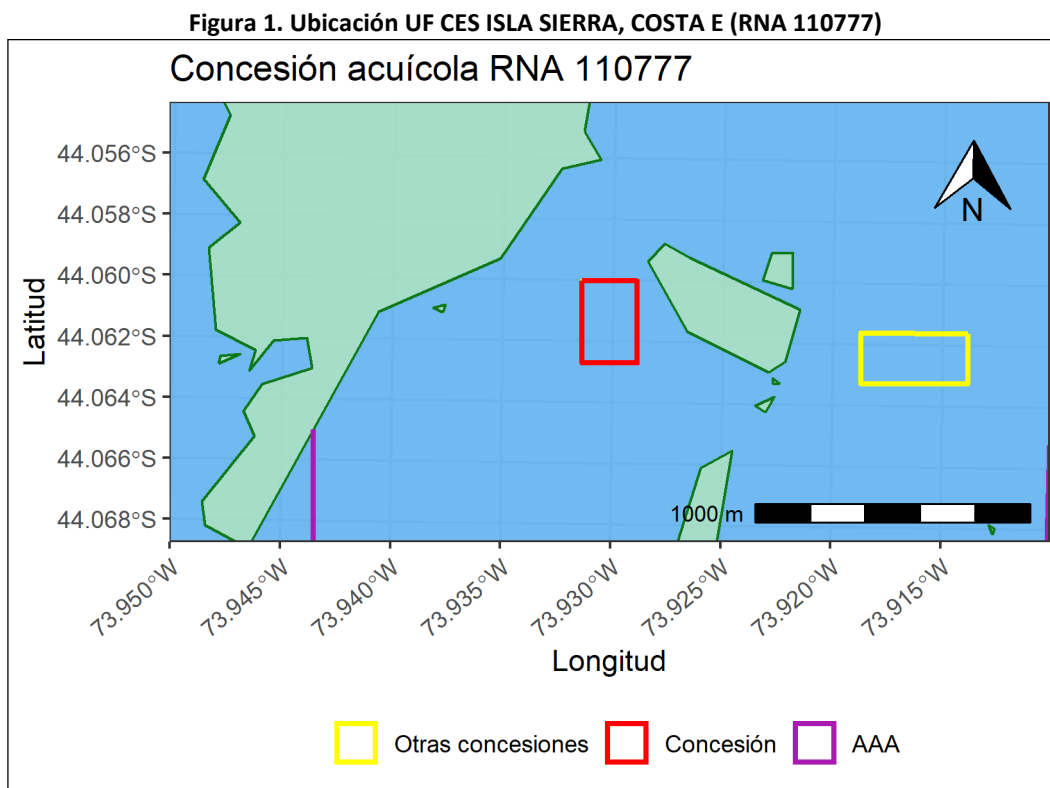 Figura 1. Ubicación UF CES ISLA SIERRA, COSTA E (RNA 110777)
Concesión acuícola RNA 110777
44.056°S
44.058°S
44.060°S
44.062°S
44.064°S
44.066°S
44.068°S
Latitud
N
1000 m
73.950°W
73.945°W
73.940°W
73.935°W
73.930°W
73.925°W
73.920°W
73.915°W
Longitud
Otras concesiones
Concesión
AAA